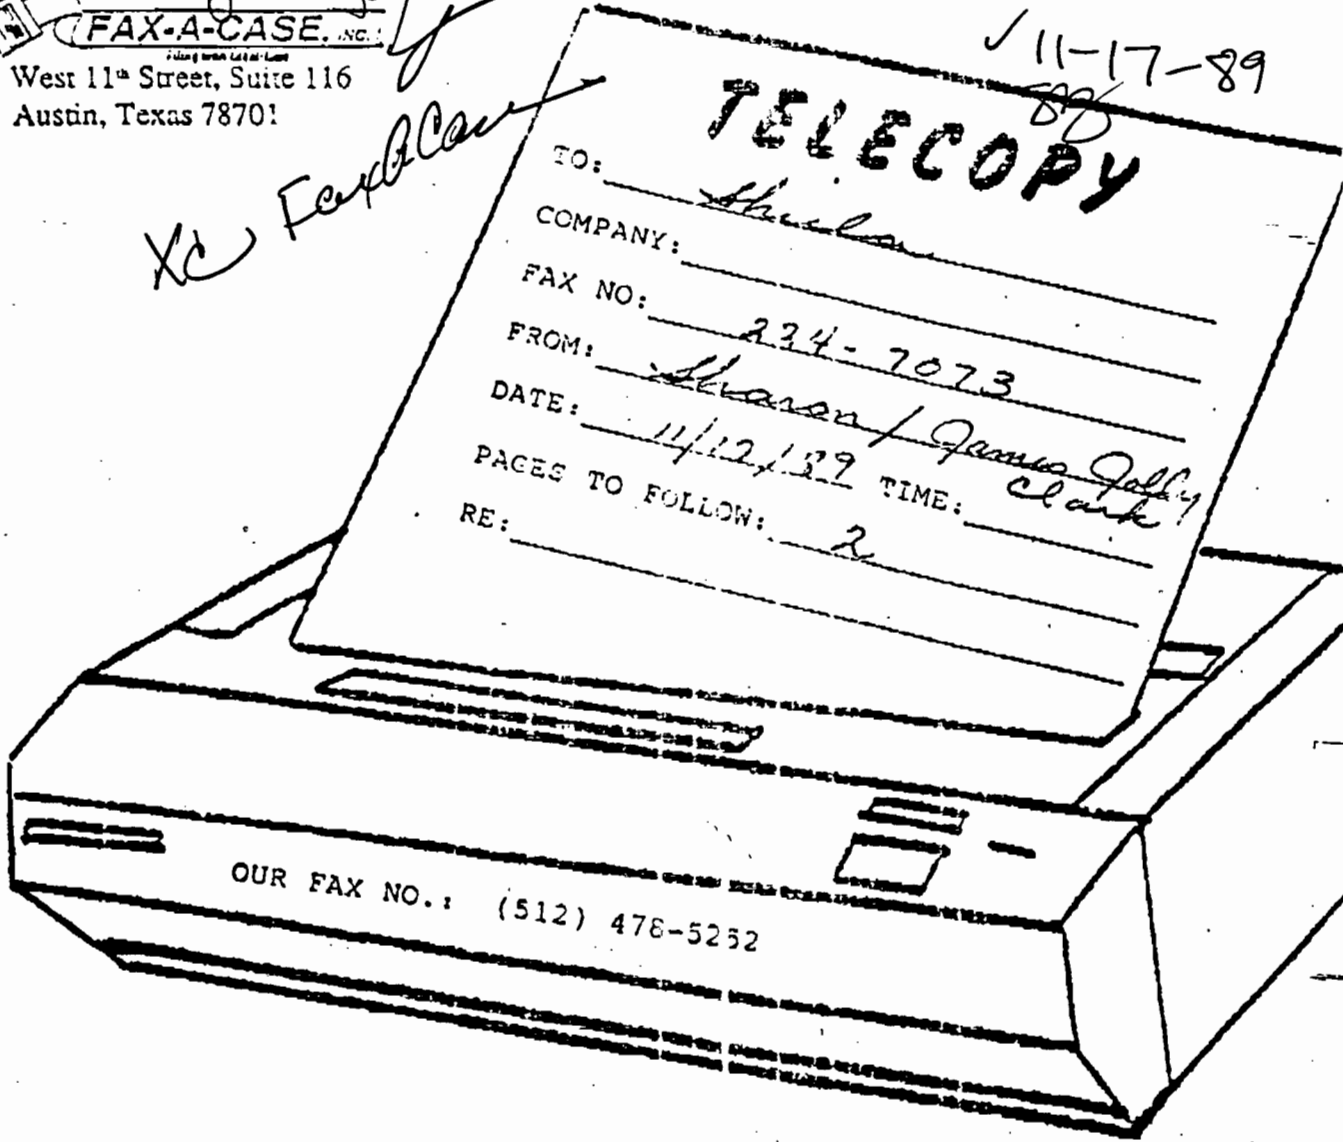 FAX-A-CASE, INC.
West 11th Street, Suite 116
Austin, Texas 78701
11-17-89
88
xc FaxACase
TELECOPY
TO: Sheila
COMPANY:
FAX NO: 234-7073
FROM: Sharon / James Jolly Clark
DATE: 11/12/89 TIME:
PAGES TO FOLLOW: 2
RE:
OUR FAX NO.: (512) 478-5252